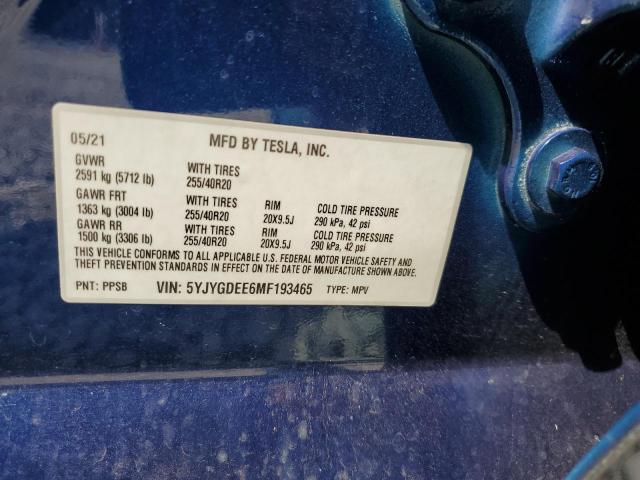 05/21 MFD BY TESLA, INC.
GVWR WITH TIRES
2591 kg (5712 lb) 255/40R20
GAWR FRT WITH TIRES RIM COLD TIRE PRESSURE
1363 kg (3004 lb) 255/40R20 20X9.5J 290 kPa, 42 psi
GAWR RR WITH TIRES RIM COLD TIRE PRESSURE
1500 kg (3306 lb) 255/40R20 20X9.5J 290 kPa, 42 psi
THIS VEHICLE CONFORMS TO ALL APPLICABLE U.S. FEDERAL MOTOR VEHICLE SAFETY AND
THEFT PREVENTION STANDARDS IN EFFECT ON THE DATE OF MANUFACTURE SHOWN ABOVE.
PNT: PPSB VIN: 5YJYGDEE6MF193465 TYPE: MPV